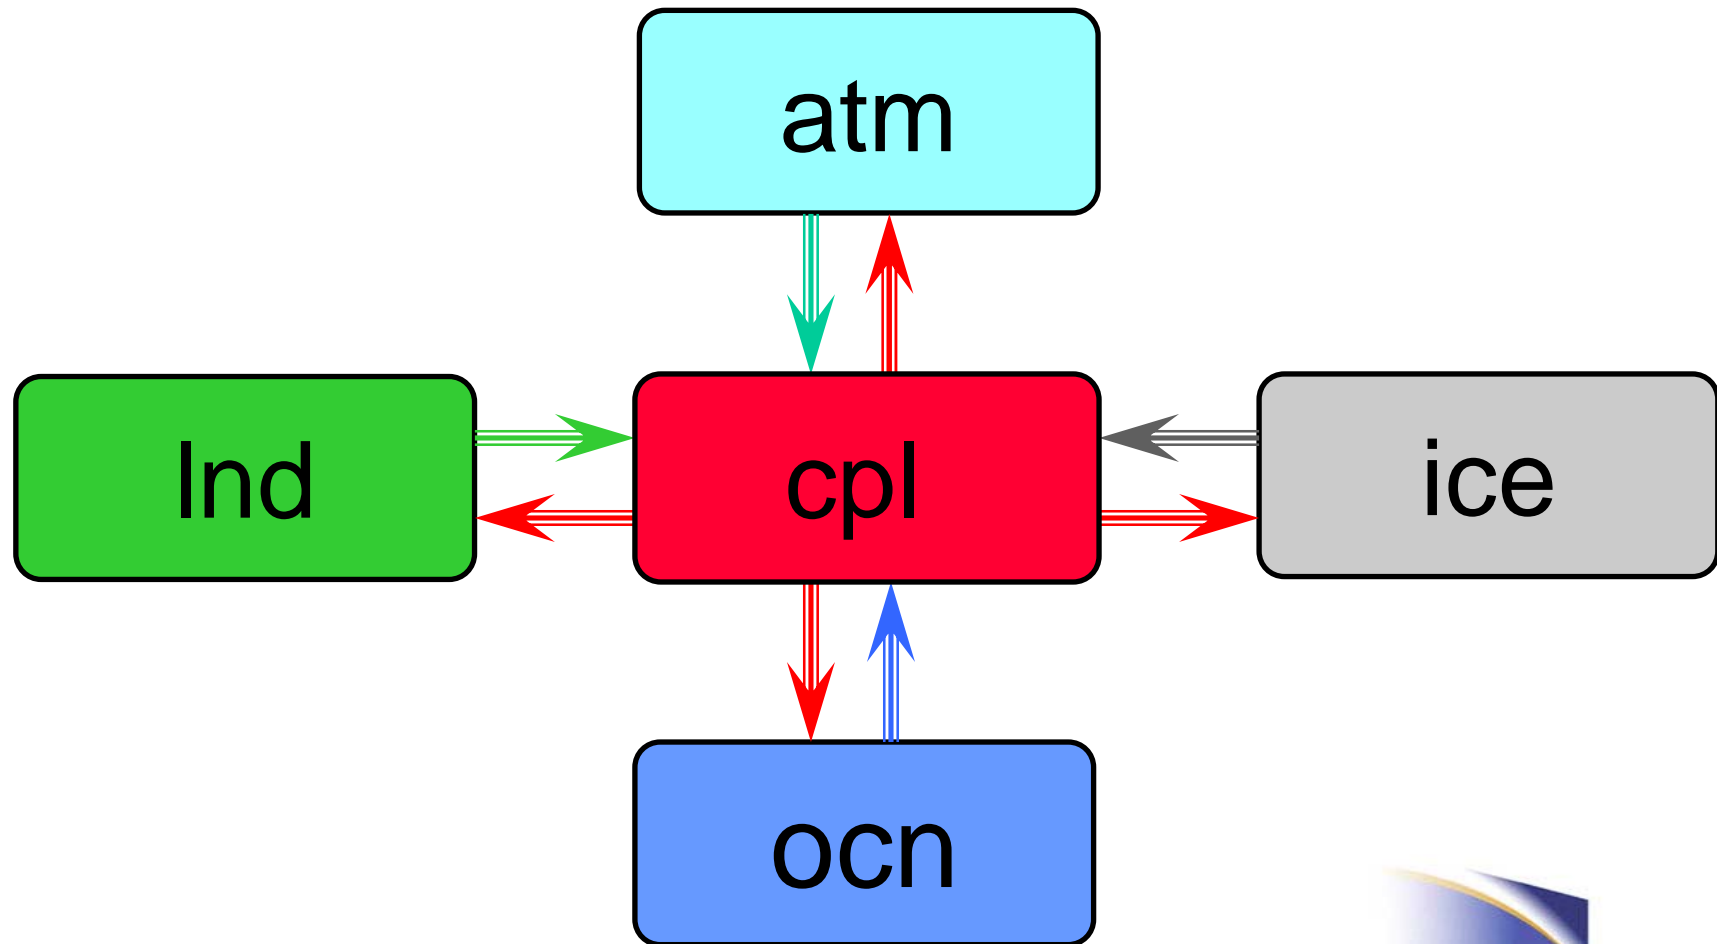 atm
lnd
cpl
ice
ocn